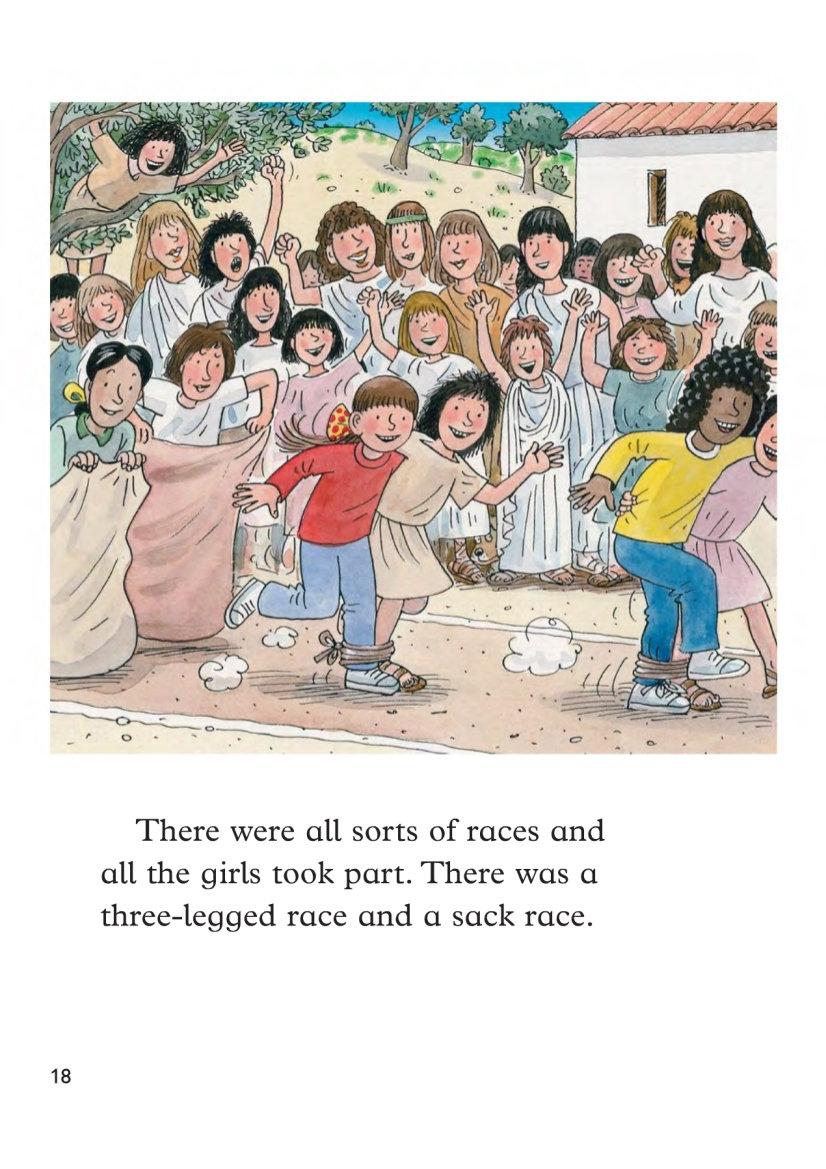 There were all sorts of races and
all the girls took part. There was a
three-legged race and a sack race.
18